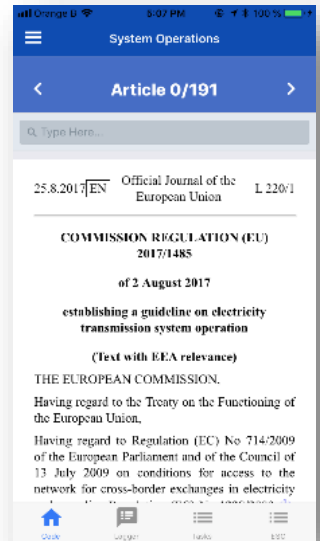 Orange B 5:07 PM 100 %
System Operations
Article 0/191
Type Here...
25.8.2017 EN Official Journal of the European Union L 220/1
COMMISSION REGULATION (EU)
2017/1485
of 2 August 2017
establishing a guideline on electricity
transmission system operation
(Text with EEA relevance)
THE EUROPEAN COMMISSION,
Having regard to the Treaty on the Functioning of
the European Union,
Having regard to Regulation (EC) No 714/2009
of the European Parliament and of the Council of
13 July 2009 on conditions for access to the
network for cross-border exchanges in electricity
Code Logger Tasks ESC